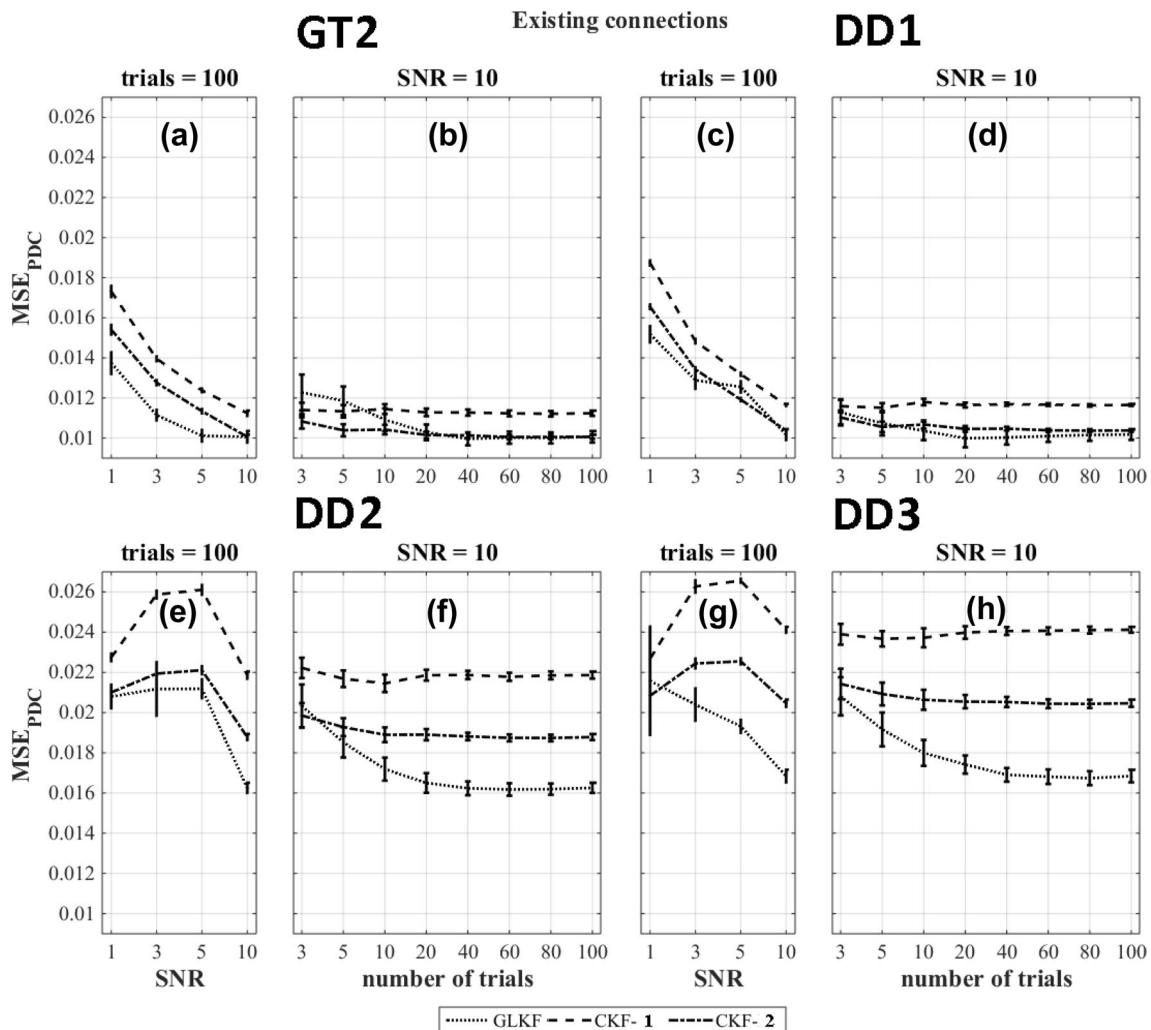 Existing connections
GT2
DD1
trials = 100
SNR = 10
trials = 100
SNR = 10
(a)
(b)
(c)
(d)
MSE_PDC
0.026
0.024
0.022
0.02
0.018
0.016
0.014
0.012
0.01
1 3 5 10
3 5 10 20 40 60 80 100
1 3 5 10
3 5 10 20 40 60 80 100
DD2
DD3
trials = 100
SNR = 10
trials = 100
SNR = 10
(e)
(f)
(g)
(h)
MSE_PDC
0.026
0.024
0.022
0.02
0.018
0.016
0.014
0.012
0.01
1 3 5 10
3 5 10 20 40 60 80 100
1 3 5 10
3 5 10 20 40 60 80 100
SNR
number of trials
SNR
number of trials
GLKF CKF- 1 CKF- 2